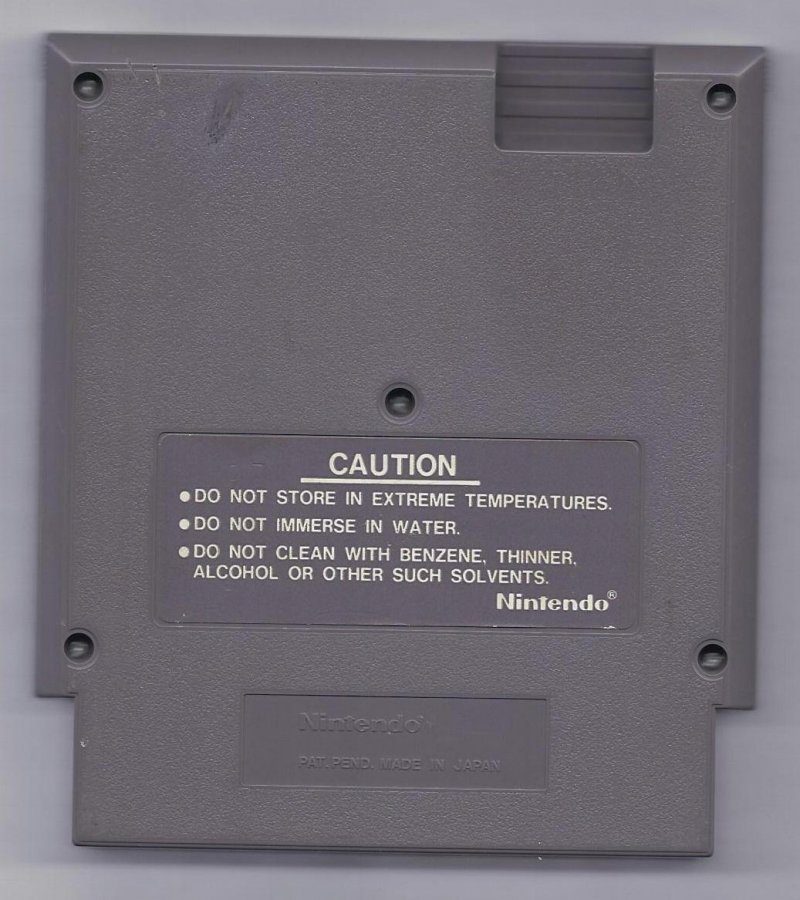 CAUTION
● DO NOT STORE IN EXTREME TEMPERATURES.
● DO NOT IMMERSE IN WATER.
● DO NOT CLEAN WITH BENZENE, THINNER,
ALCOHOL OR OTHER SUCH SOLVENTS.
Nintendo®
Nintendo®
PAT. PEND. MADE IN JAPAN